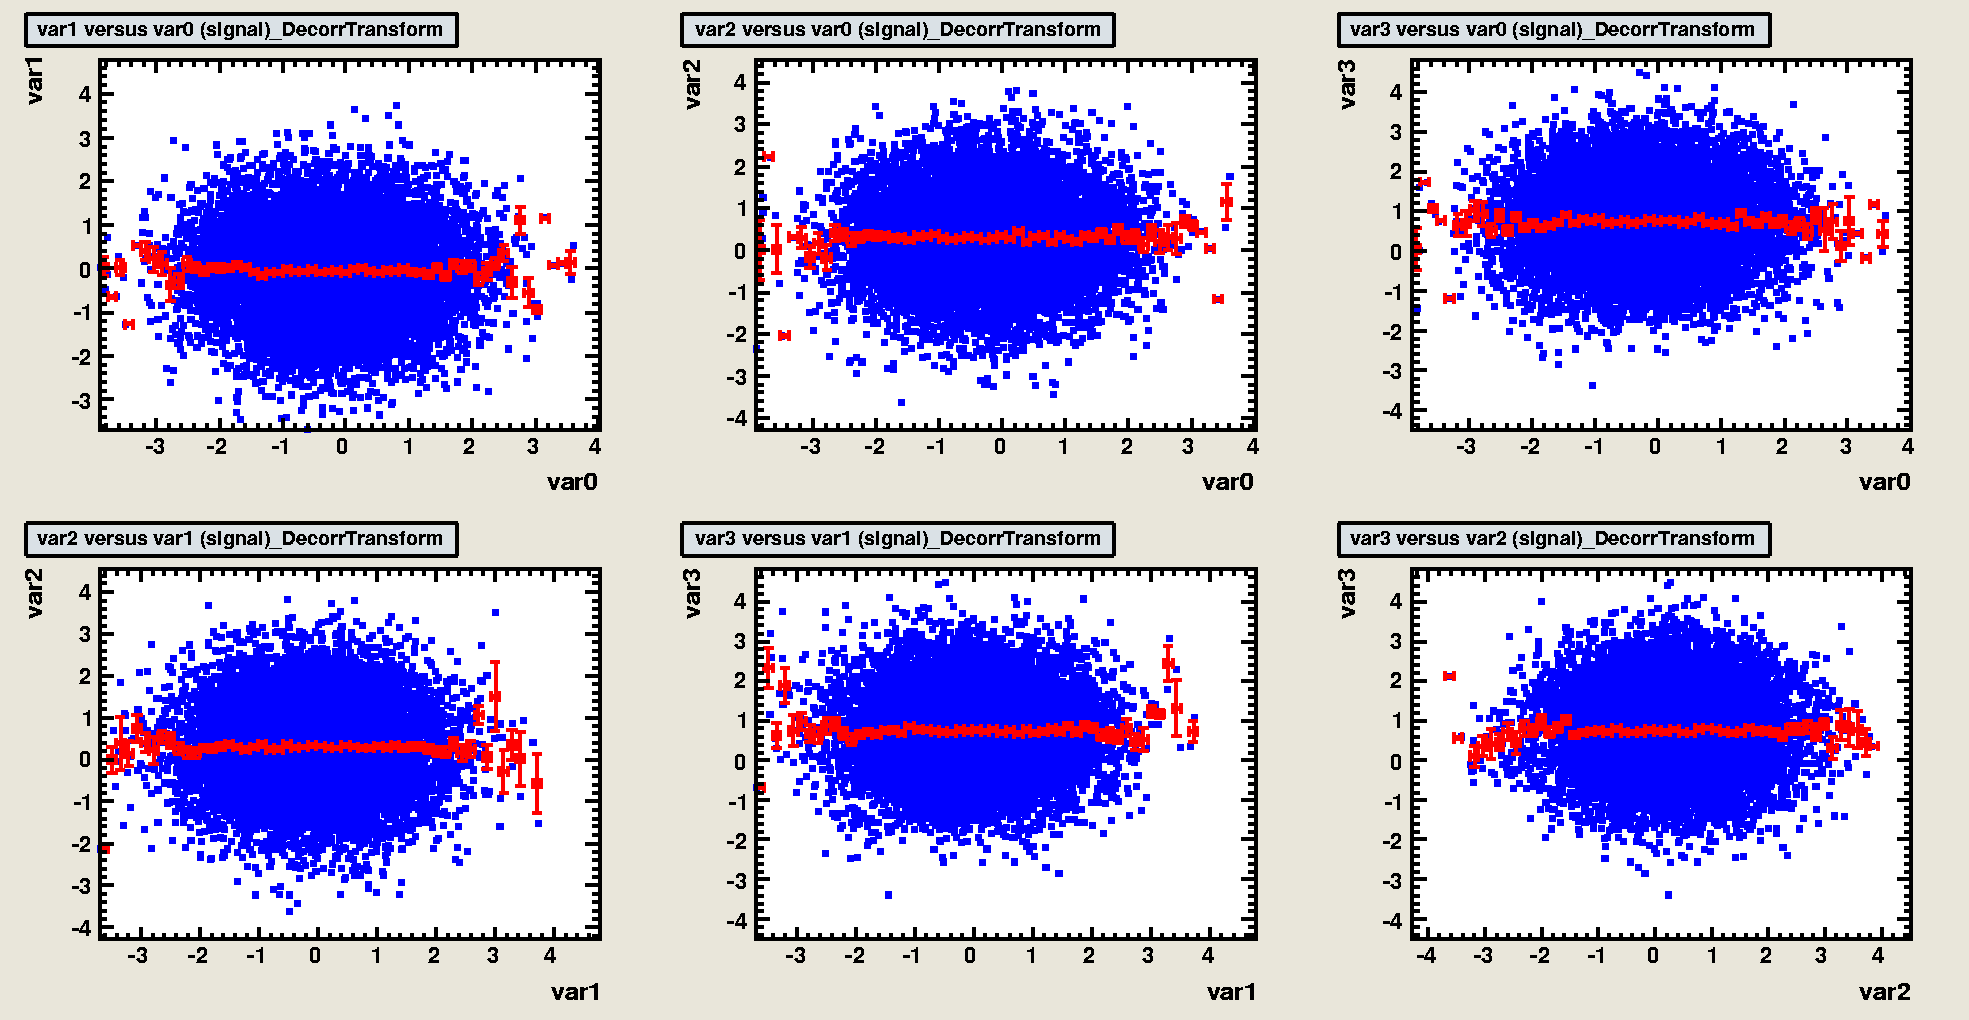 var1 versus var0 (signal)_DecorrTransform
var1
4
3
2
1
0
-1
-2
-3
-3 -2 -1 0 1 2 3 4
var0
var2 versus var0 (signal)_DecorrTransform
var2
4
3
2
1
0
-1
-2
-3
-4
-3 -2 -1 0 1 2 3 4
var0
var3 versus var0 (signal)_DecorrTransform
var3
4
3
2
1
0
-1
-2
-3
-4
-3 -2 -1 0 1 2 3 4
var0
var2 versus var1 (signal)_DecorrTransform
var2
4
3
2
1
0
-1
-2
-3
-4
-3 -2 -1 0 1 2 3 4
var1
var3 versus var1 (signal)_DecorrTransform
var3
4
3
2
1
0
-1
-2
-3
-4
-3 -2 -1 0 1 2 3 4
var1
var3 versus var2 (signal)_DecorrTransform
var3
4
3
2
1
0
-1
-2
-3
-4
-4 -3 -2 -1 0 1 2 3 4
var2